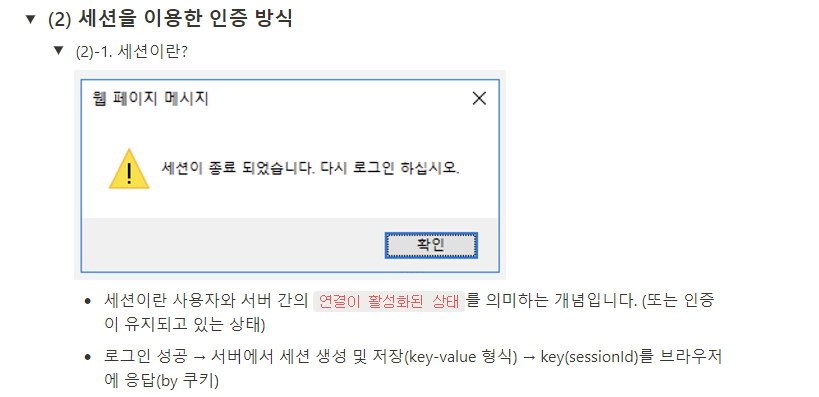 (2) 세션을 이용한 인증 방식
(2)-1. 세션이란?
웹 페이지 메시지
세션이 종료 되었습니다. 다시 로그인 하십시오.
확인
세션이란 사용자와 서버 간의 연결이 활성화된 상태를 의미하는 개념입니다. (또는 인증
이 유지되고 있는 상태)
로그인 성공 → 서버에서 세션 생성 및 저장(key-value 형식) → key(sessionId)를 브라우저
에 응답(by 쿠키)